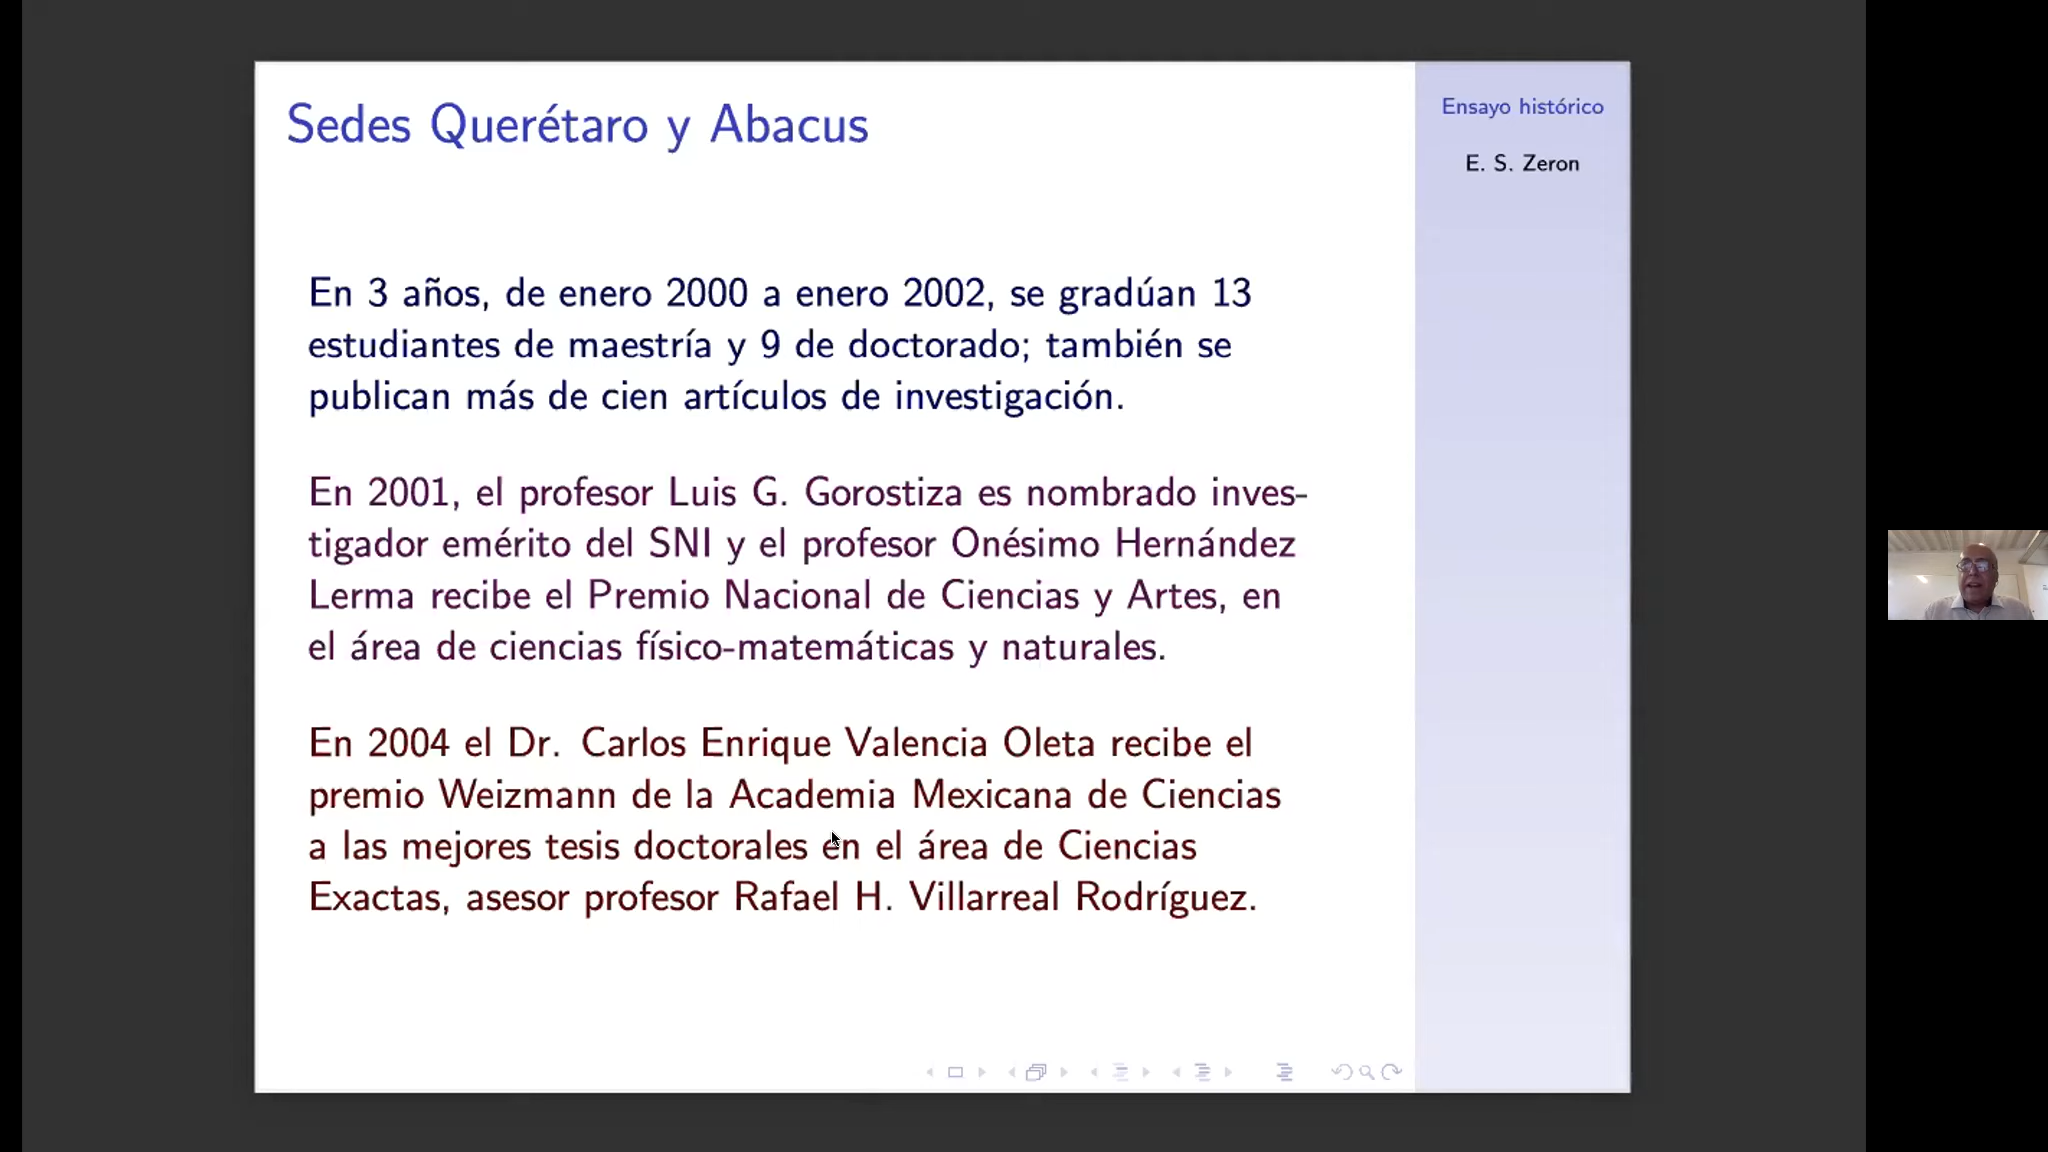 Sedes Querétaro y Abacus
En 3 años, de enero 2000 a enero 2002, se gradúan 13
estudiantes de maestría y 9 de doctorado; también se
publican más de cien artículos de investigación.
En 2001, el profesor Luis G. Gorostiza es nombrado inves-
tigador emérito del SNI y el profesor Onésimo Hernández
Lerma recibe el Premio Nacional de Ciencias y Artes, en
el área de ciencias físico-matemáticas y naturales.
En 2004 el Dr. Carlos Enrique Valencia Oleta recibe el
premio Weizmann de la Academia Mexicana de Ciencias
a las mejores tesis doctorales en el área de Ciencias
Exactas, asesor profesor Rafael H. Villarreal Rodríguez.
Ensayo histórico
E. S. Zeron